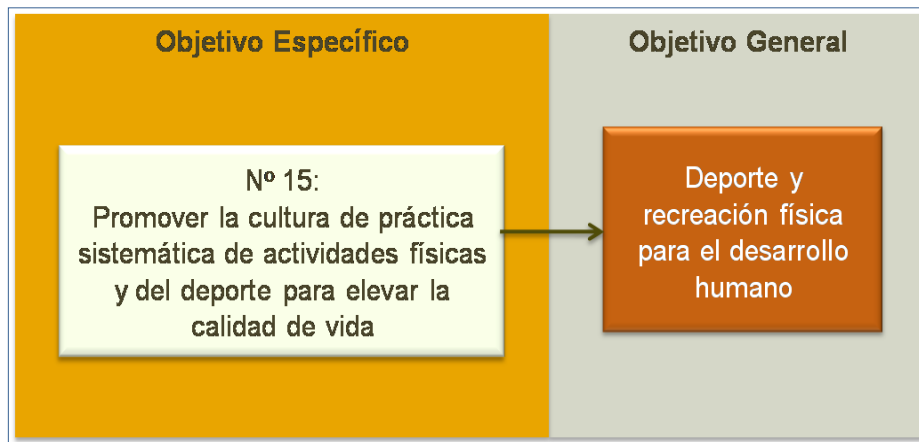 Objetivo Específico
Objetivo General
Nº 15:
Promover la cultura de práctica
sistemática de actividades físicas
y del deporte para elevar la
calidad de vida
Deporte y
recreación física
para el desarrollo
humano